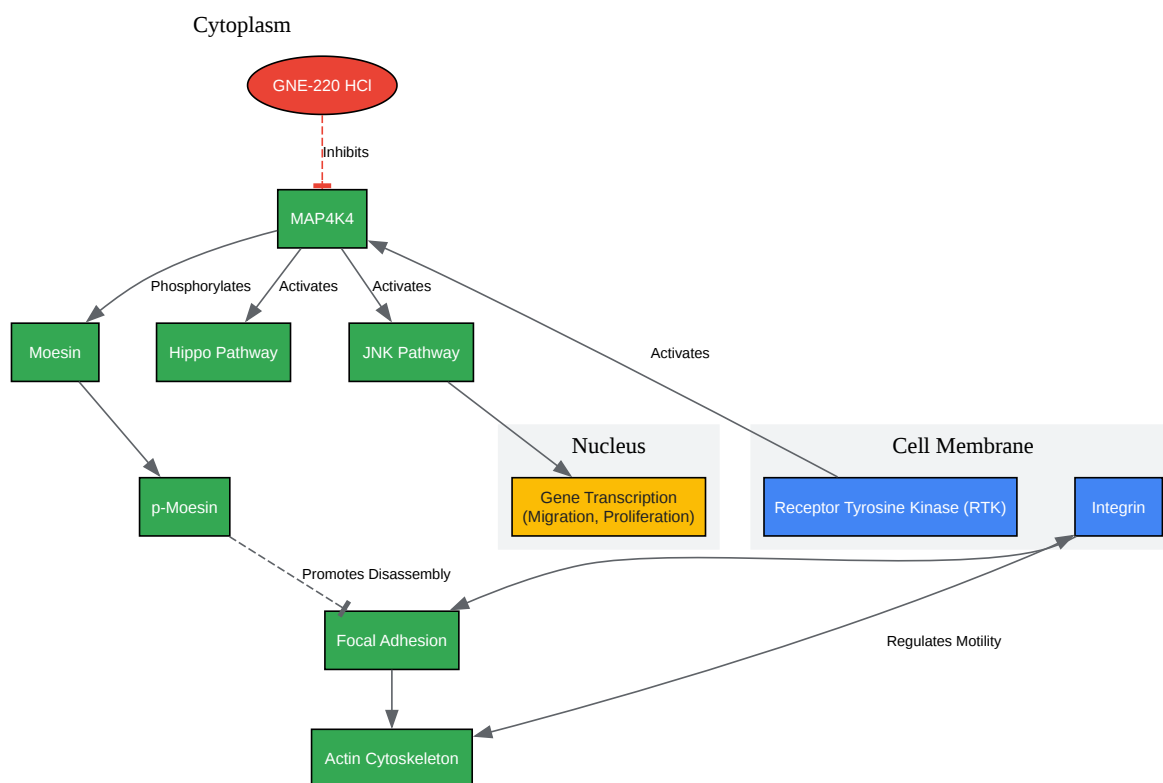 Cytoplasm
GNE-220 HCl
Inhibits
MAP4K4
Phosphorylates
Activates
Activates
Moesin
Hippo Pathway
JNK Pathway
Activates
Nucleus
Cell Membrane
p-Moesin
Gene Transcription
(Migration, Proliferation)
Receptor Tyrosine Kinase (RTK)
Integrin
Promotes Disassembly
Focal Adhesion
Regulates Motility
Actin Cytoskeleton